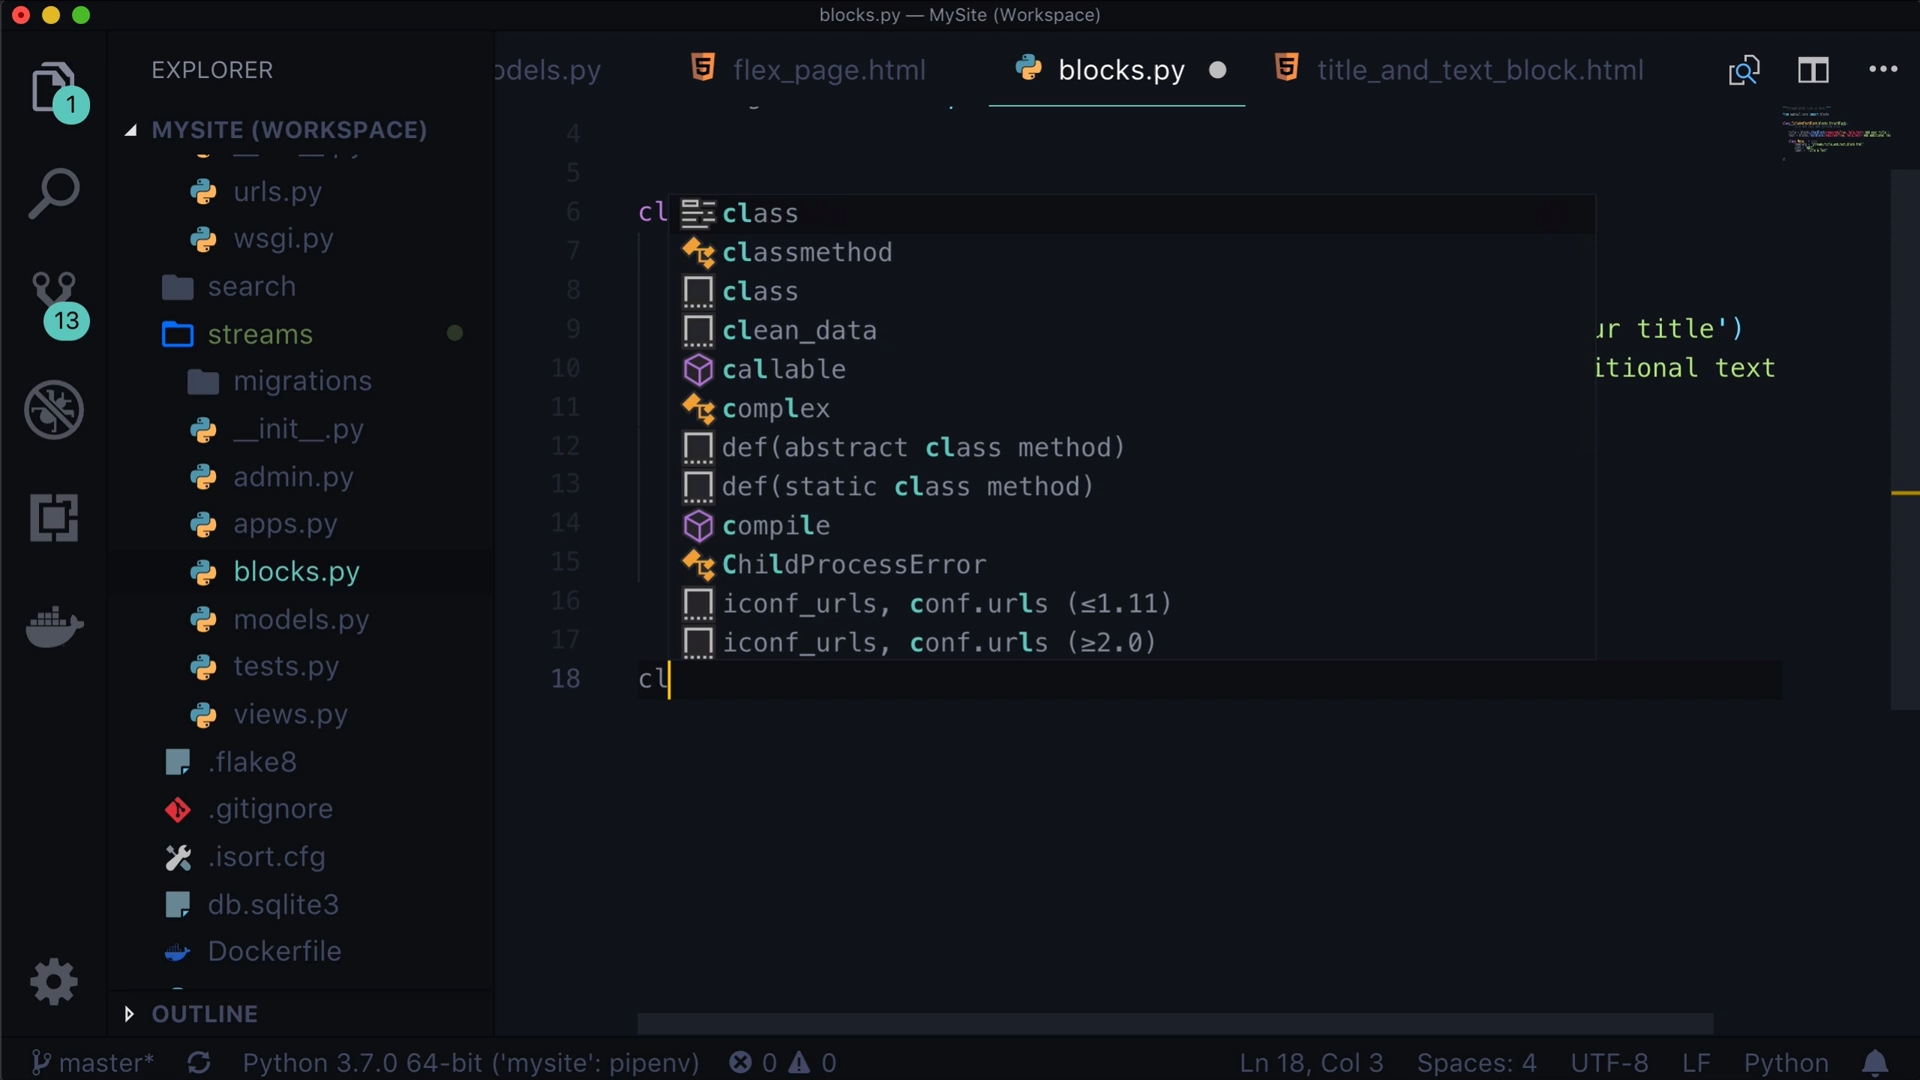 blocks.py — MySite (Workspace)
EXPLORER
MYSITE (WORKSPACE)
urls.py
wsgi.py
search
streams
migrations
__init__.py
admin.py
apps.py
blocks.py
models.py
tests.py
views.py
.flake8
.gitignore
.isort.cfg
db.sqlite3
Dockerfile
OUTLINE
1
13
odels.py
flex_page.html
blocks.py
title_and_text_block.html
4
5
6 cl
7
8
9 ur title')
10 itional text
11
12
13
14
15
16
17
18 cl
class
classmethod
class
clean_data
callable
complex
def(abstract class method)
def(static class method)
compile
ChildProcessError
iconf_urls, conf.urls (≤1.11)
iconf_urls, conf.urls (≥2.0)
master* Python 3.7.0 64-bit ('mysite': pipenv) 0 0 Ln 18, Col 3 Spaces: 4 UTF-8 LF Python